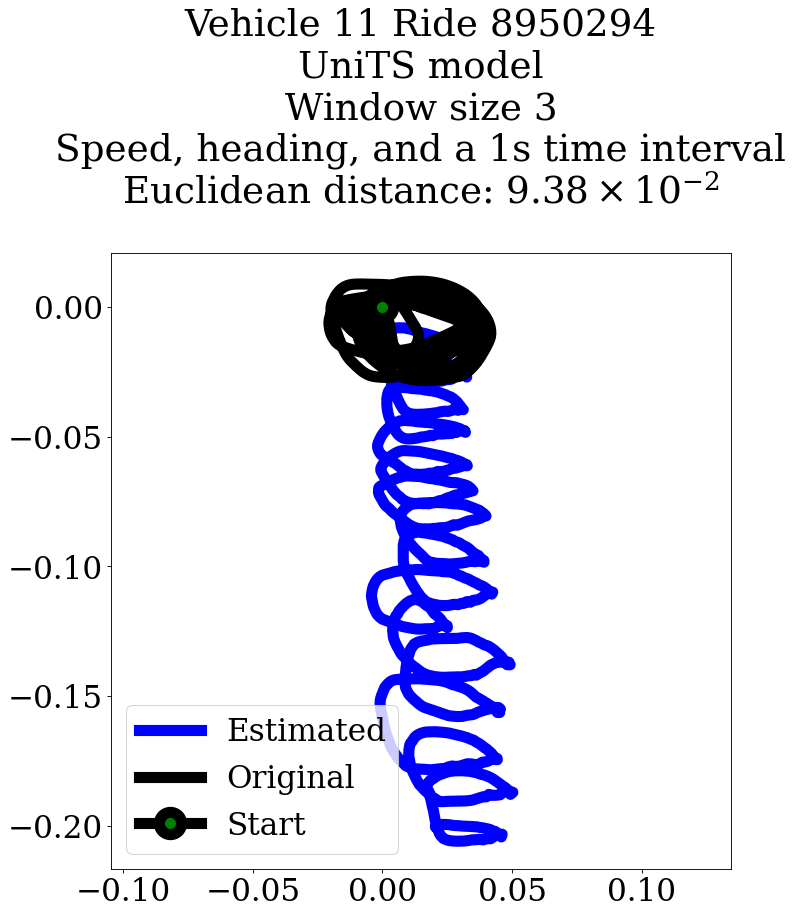 Vehicle 11 Ride 8950294
UniTS model
Window size 3
Speed, heading, and a 1s time interval
Euclidean distance: 9.38 × 10⁻²
0.00
−0.05
−0.10
−0.15
−0.20
Estimated
Original
Start
−0.10
−0.05
0.00
0.05
0.10